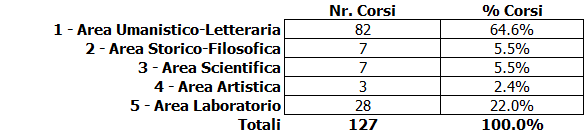 Nr. Corsi % Corsi
1 - Area Umanistico-Letteraria 82 64.6%
2 - Area Storico-Filosofica 7 5.5%
3 - Area Scientifica 7 5.5%
4 - Area Artistica 3 2.4%
5 - Area Laboratorio 28 22.0%
Totali 127 100.0%